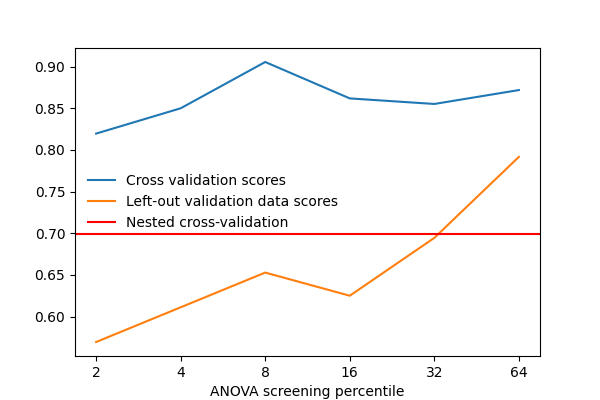 0.90
0.85
0.80
0.75
0.70
0.65
0.60
Cross validation scores
Left-out validation data scores
Nested cross-validation
2 4 8 16 32 64
ANOVA screening percentile